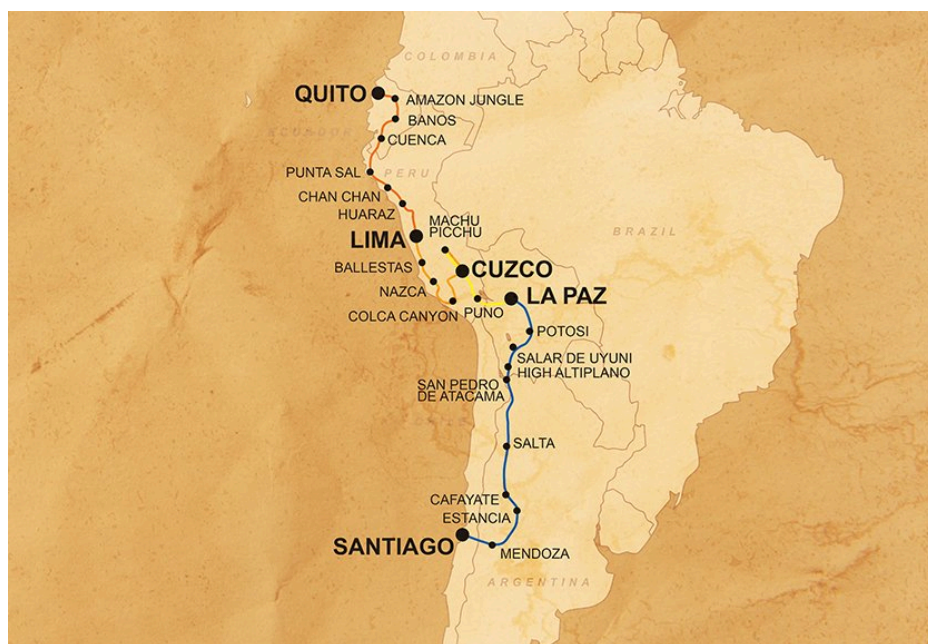 COLOMBIA
QUITO
AMAZON JUNGLE
BANOS
ECUADOR
CUENCA
PUNTA SAL
PERU
CHAN CHAN
HUARAZ
MACHU
PICCHU
BRAZIL
LIMA
BALLESTAS
CUZCO
NAZCA
LA PAZ
COLCA CANYON
PUNO
POTOSI
SALAR DE UYUNI
HIGH ALTIPLANO
SAN PEDRO
DE ATACAMA
CHILE
SALTA
CAFAYATE
ESTANCIA
SANTIAGO
MENDOZA
ARGENTINA